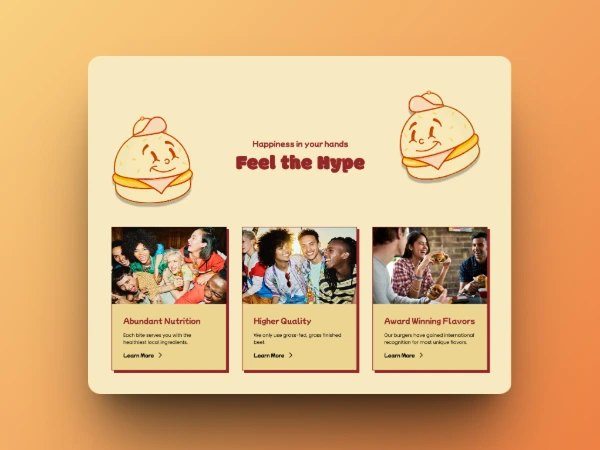 Happiness in your hands
Feel the Hype
Abundant Nutrition
Each bite serves you with the
healthiest local ingredients.
Learn More
Higher Quality
We only use grass-fed, grass finished
beef.
Learn More
Award Winning Flavors
Our burgers have gained international
recognition for most unique flavors.
Learn More